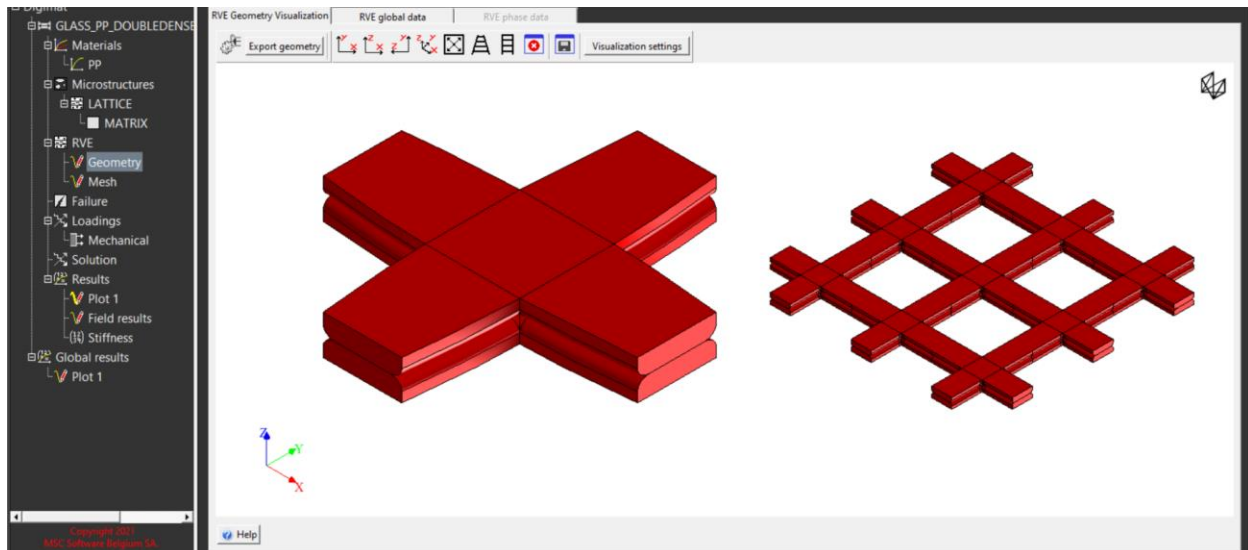 Digimat
GLASS_PP_DOUBLEDENSE
Materials
PP
Microstructures
LATTICE
MATRIX
RVE
Geometry
Mesh
Failure
Loadings
Mechanical
Solution
Results
Plot 1
Field results
Stiffness
Global results
Plot 1
Copyright 2021
MSC Software Belgium SA.
RVE Geometry Visualization RVE global data RVE phase data
Export geometry Visualization settings
Z
Y
X
Help